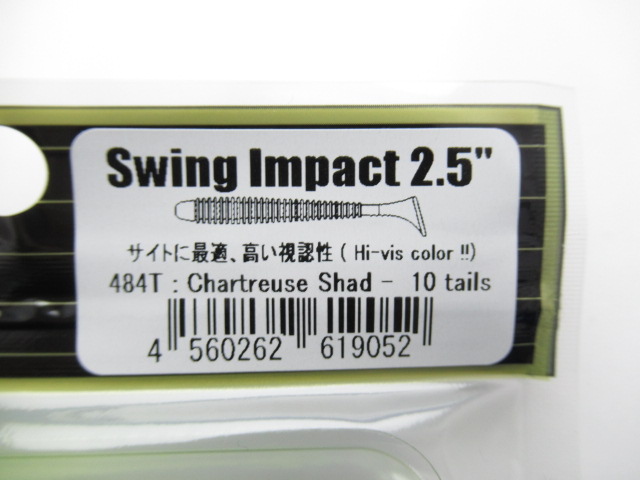 Swing Impact 2.5"
サイトに最適、高い視認性 ( Hi-vis color !!)
484T : Chartreuse Shad - 10 tails
4 560262 619052